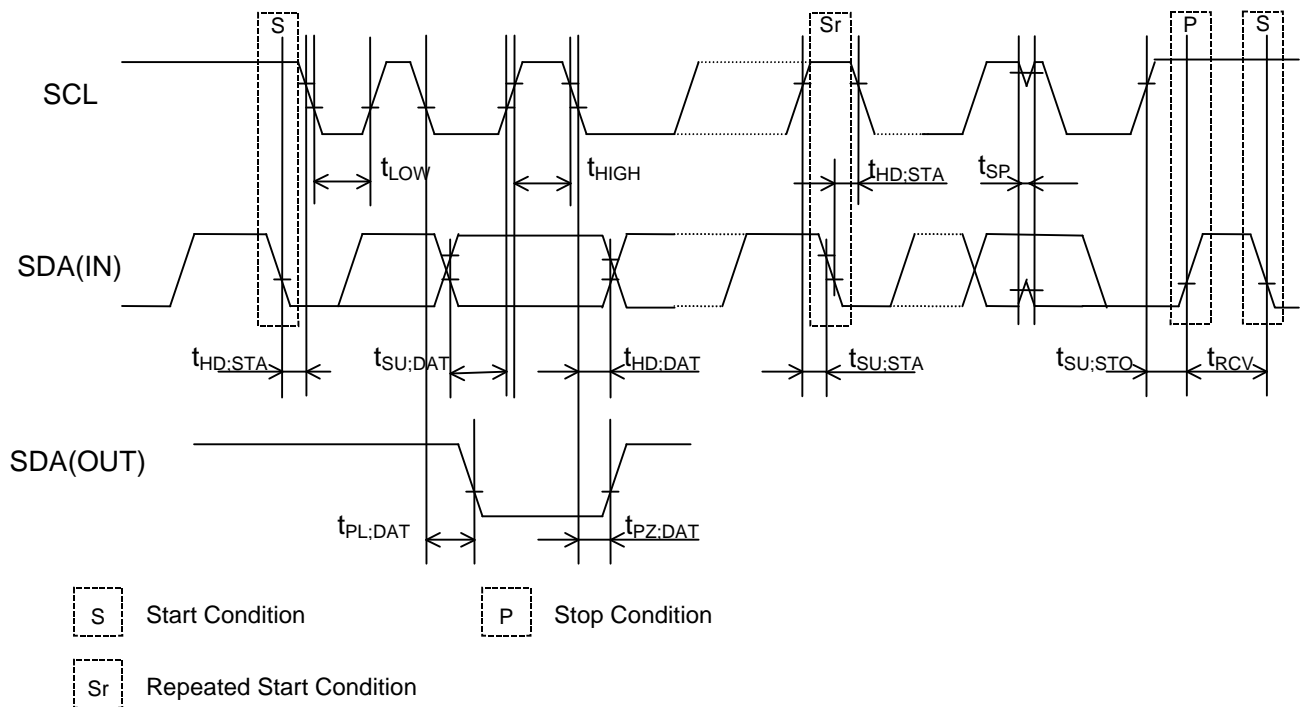 S Sr P S
SCL
tLOW tHIGH tHD;STA tSP
SDA(IN)
tHD;STA tSU;DAT tHD;DAT tSU;STA tSU;STO tRCV
SDA(OUT)
tPL;DAT tPZ;DAT
S Start Condition P Stop Condition
Sr Repeated Start Condition